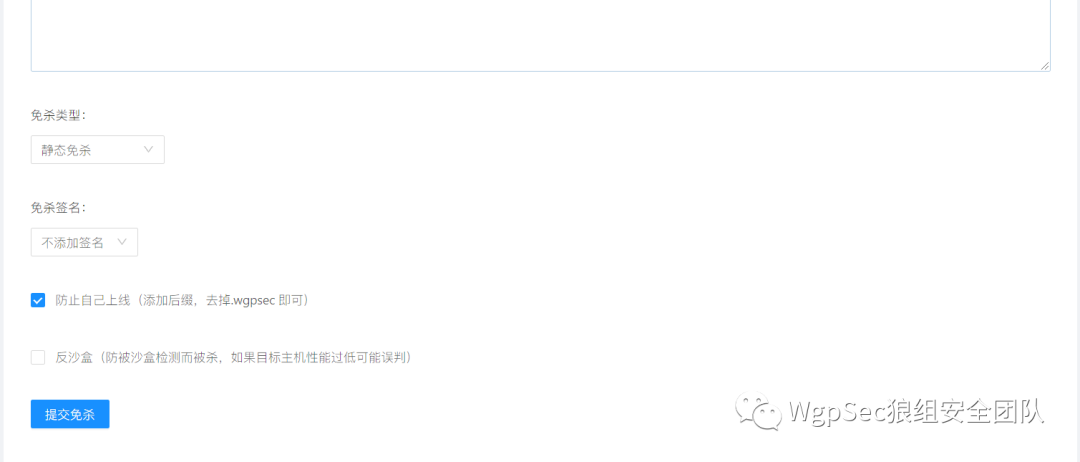 免杀类型:
静态免杀
免杀签名:
不添加签名
防止自己上线（添加后缀，去掉.wgpsec 即可）
反沙盒（防被沙盒检测而被杀，如果目标主机性能过低可能误判）
提交免杀
WgpSec狼组安全团队